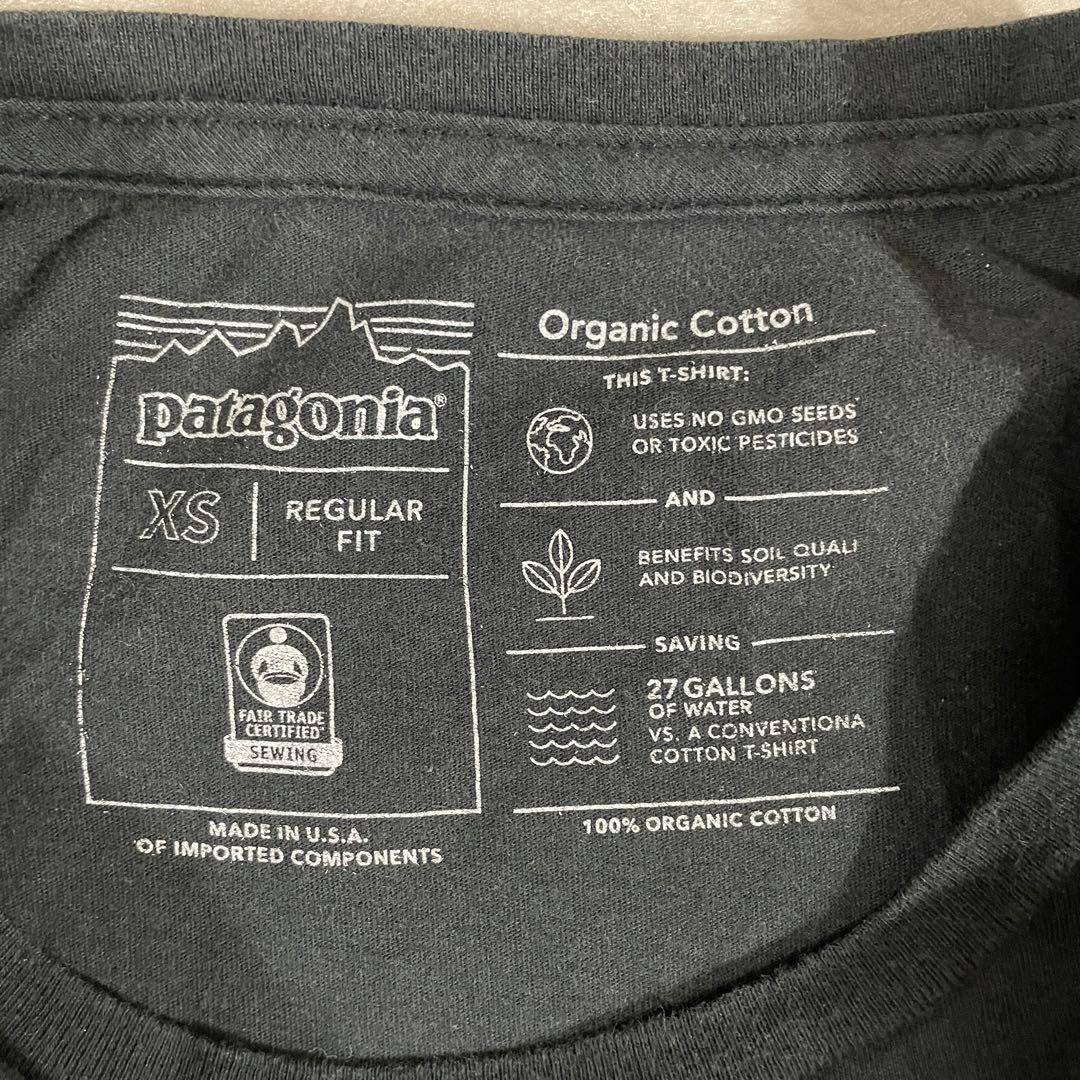 patagonia®
XS
REGULAR
FIT
FAIR TRADE
CERTIFIED
SEWING
MADE IN U.S.A.
OF IMPORTED COMPONENTS
Organic Cotton
THIS T-SHIRT:
USES NO GMO SEEDS
OR TOXIC PESTICIDES
AND
BENEFITS SOIL QUALI
AND BIODIVERSITY
SAVING
27 GALLONS
OF WATER
VS. A CONVENTIONA
COTTON T-SHIRT
100% ORGANIC COTTON